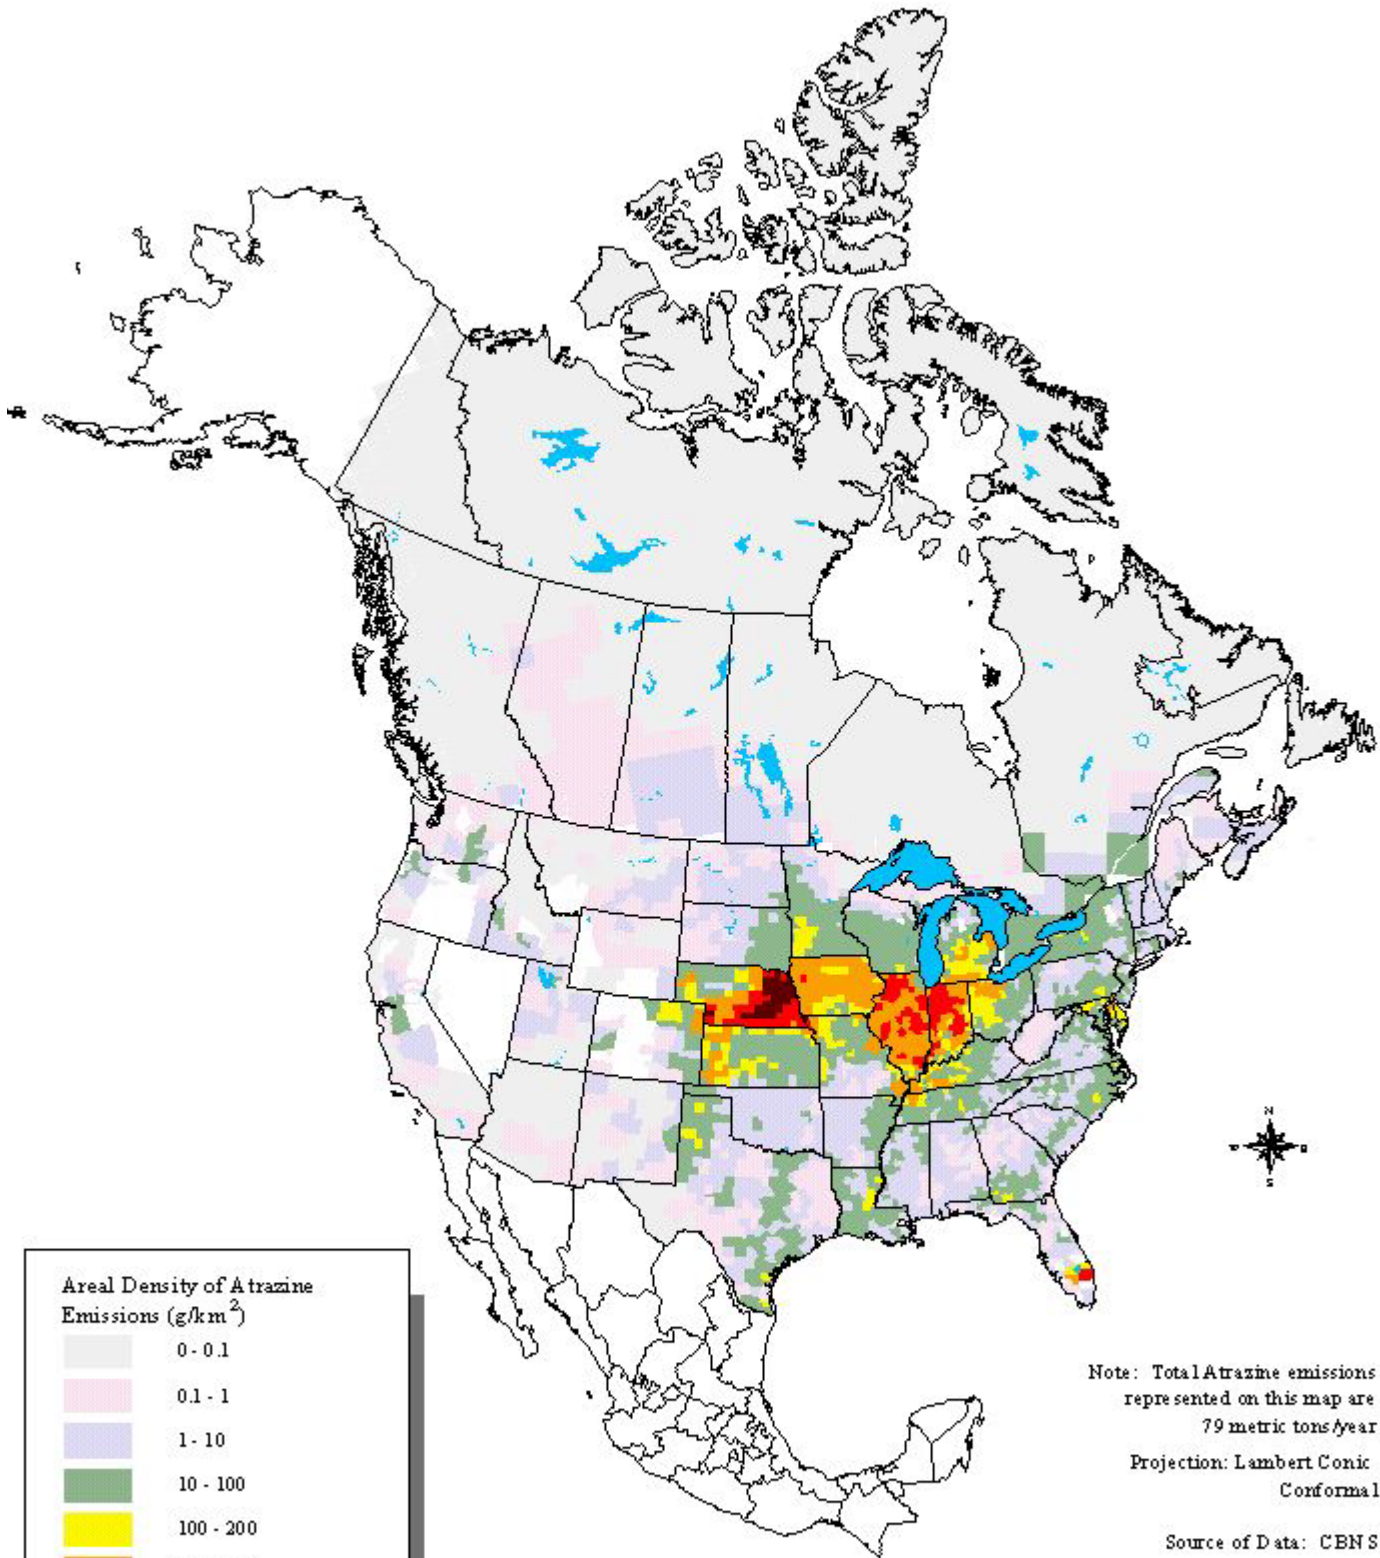 Areal Density of Atrazine
Emissions (g/km2)
0 - 0.1
0.1 - 1
1 - 10
10 - 100
100 - 200
N
S
Note: Total Atrazine emissions
represented on this map are
79 metric tons/year
Projection: Lambert Conic
Conformal
Source of Data: CBNS